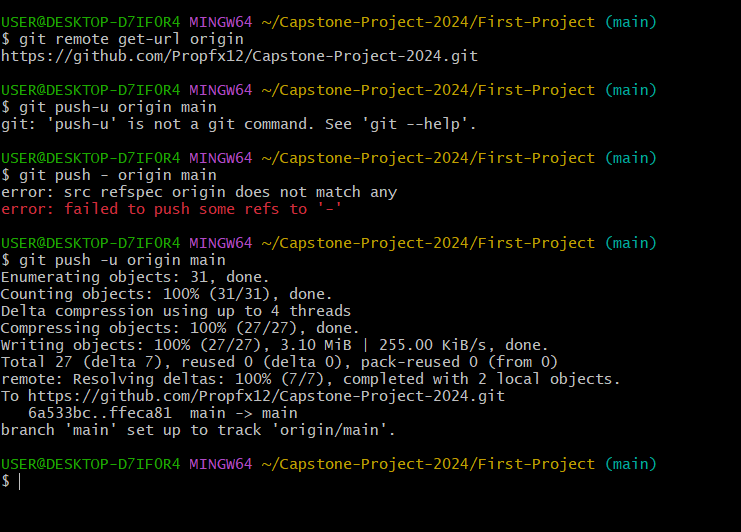 USER@DESKTOP-D7IF0R4 MINGW64 ~/Capstone-Project-2024/First-Project (main)
$ git remote get-url origin
https://github.com/Propfx12/Capstone-Project-2024.git
USER@DESKTOP-D7IF0R4 MINGW64 ~/Capstone-Project-2024/First-Project (main)
$ git push-u origin main
git: 'push-u' is not a git command. See 'git --help'.
USER@DESKTOP-D7IF0R4 MINGW64 ~/Capstone-Project-2024/First-Project (main)
$ git push - origin main
error: src refspec origin does not match any
error: failed to push some refs to '-'
USER@DESKTOP-D7IF0R4 MINGW64 ~/Capstone-Project-2024/First-Project (main)
$ git push -u origin main
Enumerating objects: 31, done.
Counting objects: 100% (31/31), done.
Delta compression using up to 4 threads
Compressing objects: 100% (27/27), done.
Writing objects: 100% (27/27), 3.10 MiB | 255.00 KiB/s, done.
Total 27 (delta 7), reused 0 (delta 0), pack-reused 0 (from 0)
remote: Resolving deltas: 100% (7/7), completed with 2 local objects.
To https://github.com/Propfx12/Capstone-Project-2024.git
   6a533bc..ffeca81  main -> main
branch 'main' set up to track 'origin/main'.
USER@DESKTOP-D7IF0R4 MINGW64 ~/Capstone-Project-2024/First-Project (main)
$